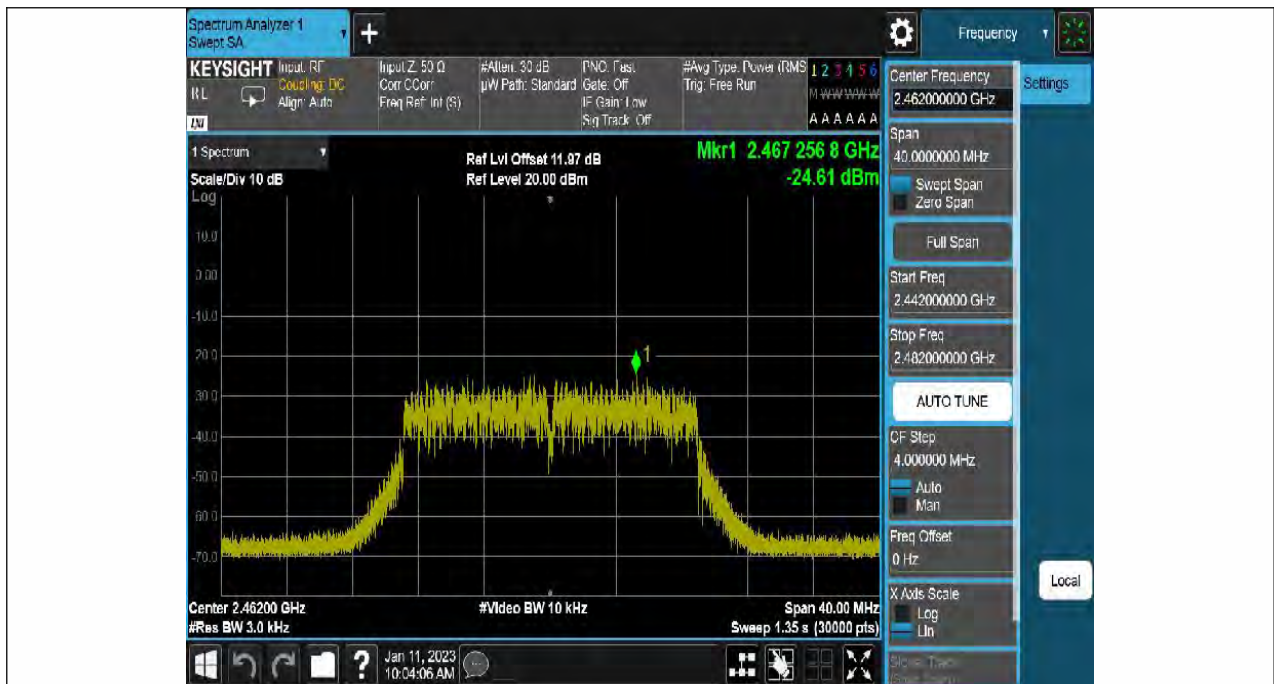 Spectrum Analyzer 1
Swept SA
+
Frequency
KEYSIGHT
RL
LXI
Input: RF
Coupling: DC
Align: Auto
Input Z: 50 Ω
Corr CCorr
Freq Ref: Int (S)
#Atten: 30 dB
µW Path: Standard
PNO: Fast
Gate: Off
IF Gain: Low
Sig Track: Off
#Avg Type: Power (RMS
Trig: Free Run
1 2 3 4 5 6
M W W W W W
A A A A A A
1 Spectrum
Scale/Div 10 dB
Log
Ref Lvl Offset 11.97 dB
Ref Level 20.00 dBm
Mkr1 2.467 256 8 GHz
-24.61 dBm
10.0
0.00
-10.0
-20.0
-30.0
-40.0
-50.0
-60.0
-70.0
1
Center 2.46200 GHz
#Res BW 3.0 kHz
#Video BW 10 kHz
Span 40.00 MHz
Sweep 1.35 s (30000 pts)
Center Frequency
2.462000000 GHz
Settings
Span
40.0000000 MHz
Swept Span
Zero Span
Full Span
Start Freq
2.442000000 GHz
Stop Freq
2.482000000 GHz
AUTO TUNE
CF Step
4.000000 MHz
Auto
Man
Freq Offset
0 Hz
X Axis Scale
Log
Lin
Local
?
Jan 11, 2023
10:04:06 AM